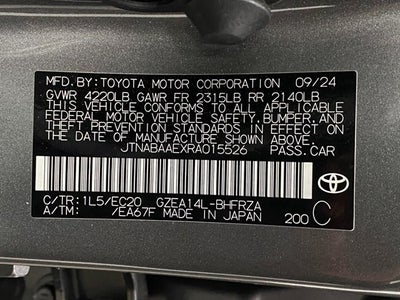 MFD. BY:TOYOTA MOTOR CORPORATION 09/24
GVWR 4220LB GAWR FR 2315LB RR 2140LB
THIS VEHICLE CONFORMS TO ALL APPLICABLE
FEDERAL MOTOR VEHICLE SAFETY, BUMPER, AND
THEFT PREVENTION STANDARDS IN EFFECT ON
THE DATE OF MANUFACTURE SHOWN ABOVE.
JTNABAAEXRA015526 PASS.CAR
TOYOTA
C/TR: 1L5/EC20 GZEA14L-BHFRZA
A/TM: /EA67F MADE IN JAPAN 200 C